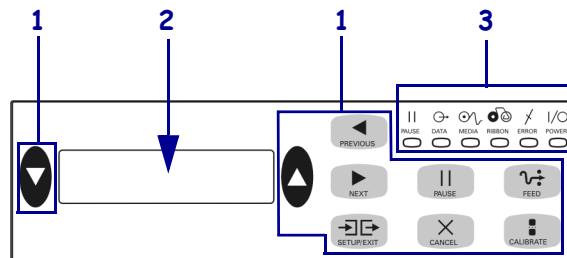 1
2
1
3
PAUSE DATA MEDIA RIBBON ERROR POWER
PREVIOUS
NEXT
PAUSE
FEED
SETUP/EXIT
CANCEL
CALIBRATE